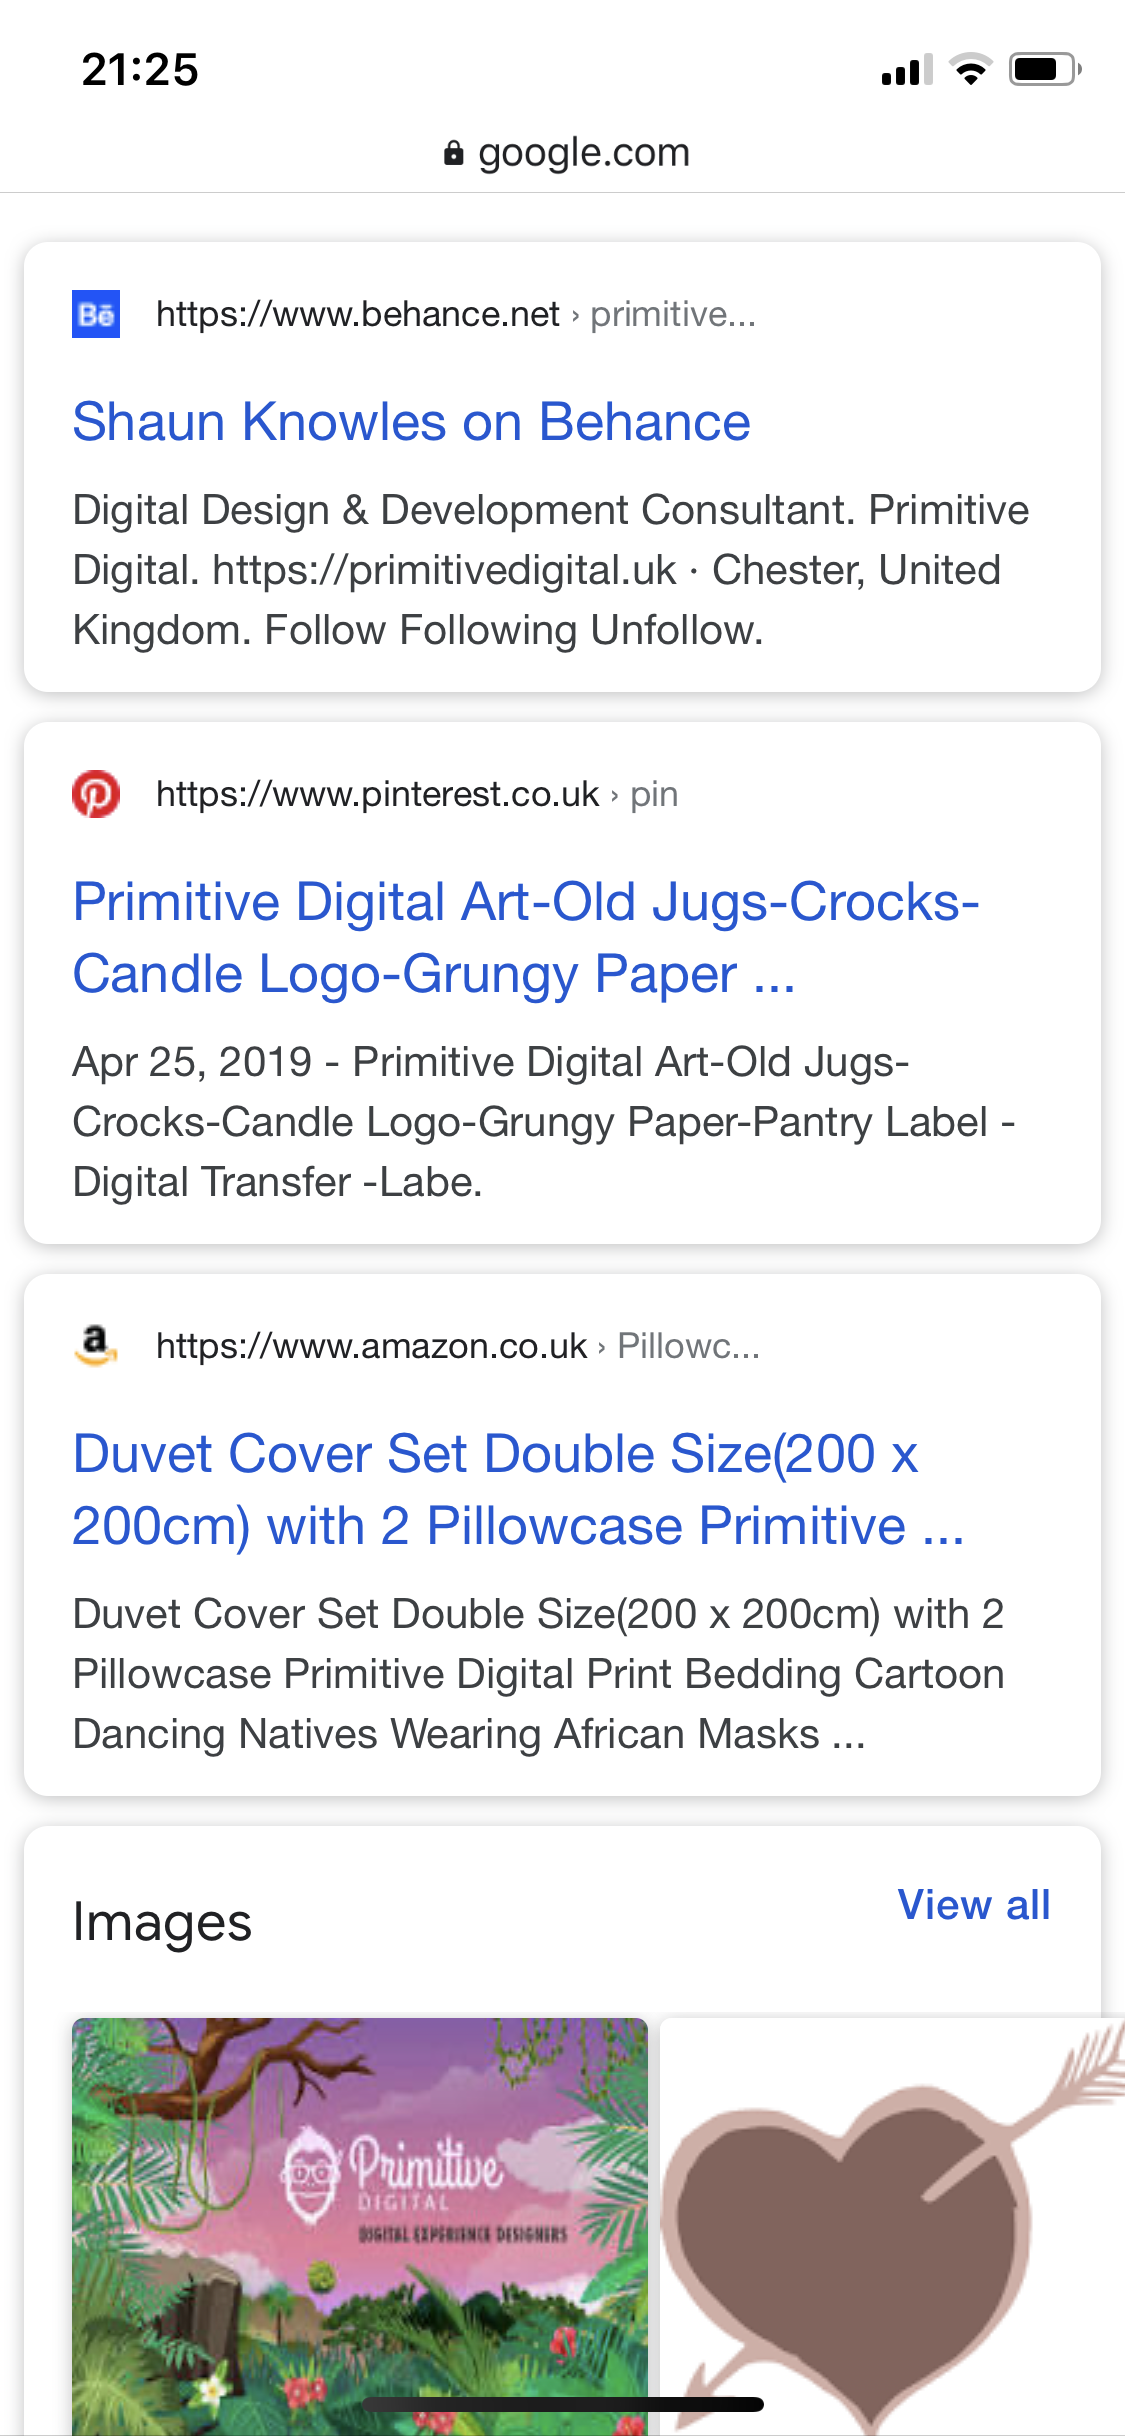 21:25
google.com
Bē
https://www.behance.net › primitive...
Shaun Knowles on Behance
Digital Design & Development Consultant. Primitive
Digital. https://primitivedigital.uk · Chester, United
Kingdom. Follow Following Unfollow.
https://www.pinterest.co.uk › pin
Primitive Digital Art-Old Jugs-Crocks-
Candle Logo-Grungy Paper ...
Apr 25, 2019 - Primitive Digital Art-Old Jugs-
Crocks-Candle Logo-Grungy Paper-Pantry Label -
Digital Transfer -Labe.
a
https://www.amazon.co.uk › Pillowc...
Duvet Cover Set Double Size(200 x
200cm) with 2 Pillowcase Primitive ...
Duvet Cover Set Double Size(200 x 200cm) with 2
Pillowcase Primitive Digital Print Bedding Cartoon
Dancing Natives Wearing African Masks ...
Images
View all
Primitive
DIGITAL
DIGITAL EXPERIENCE DESIGNERS